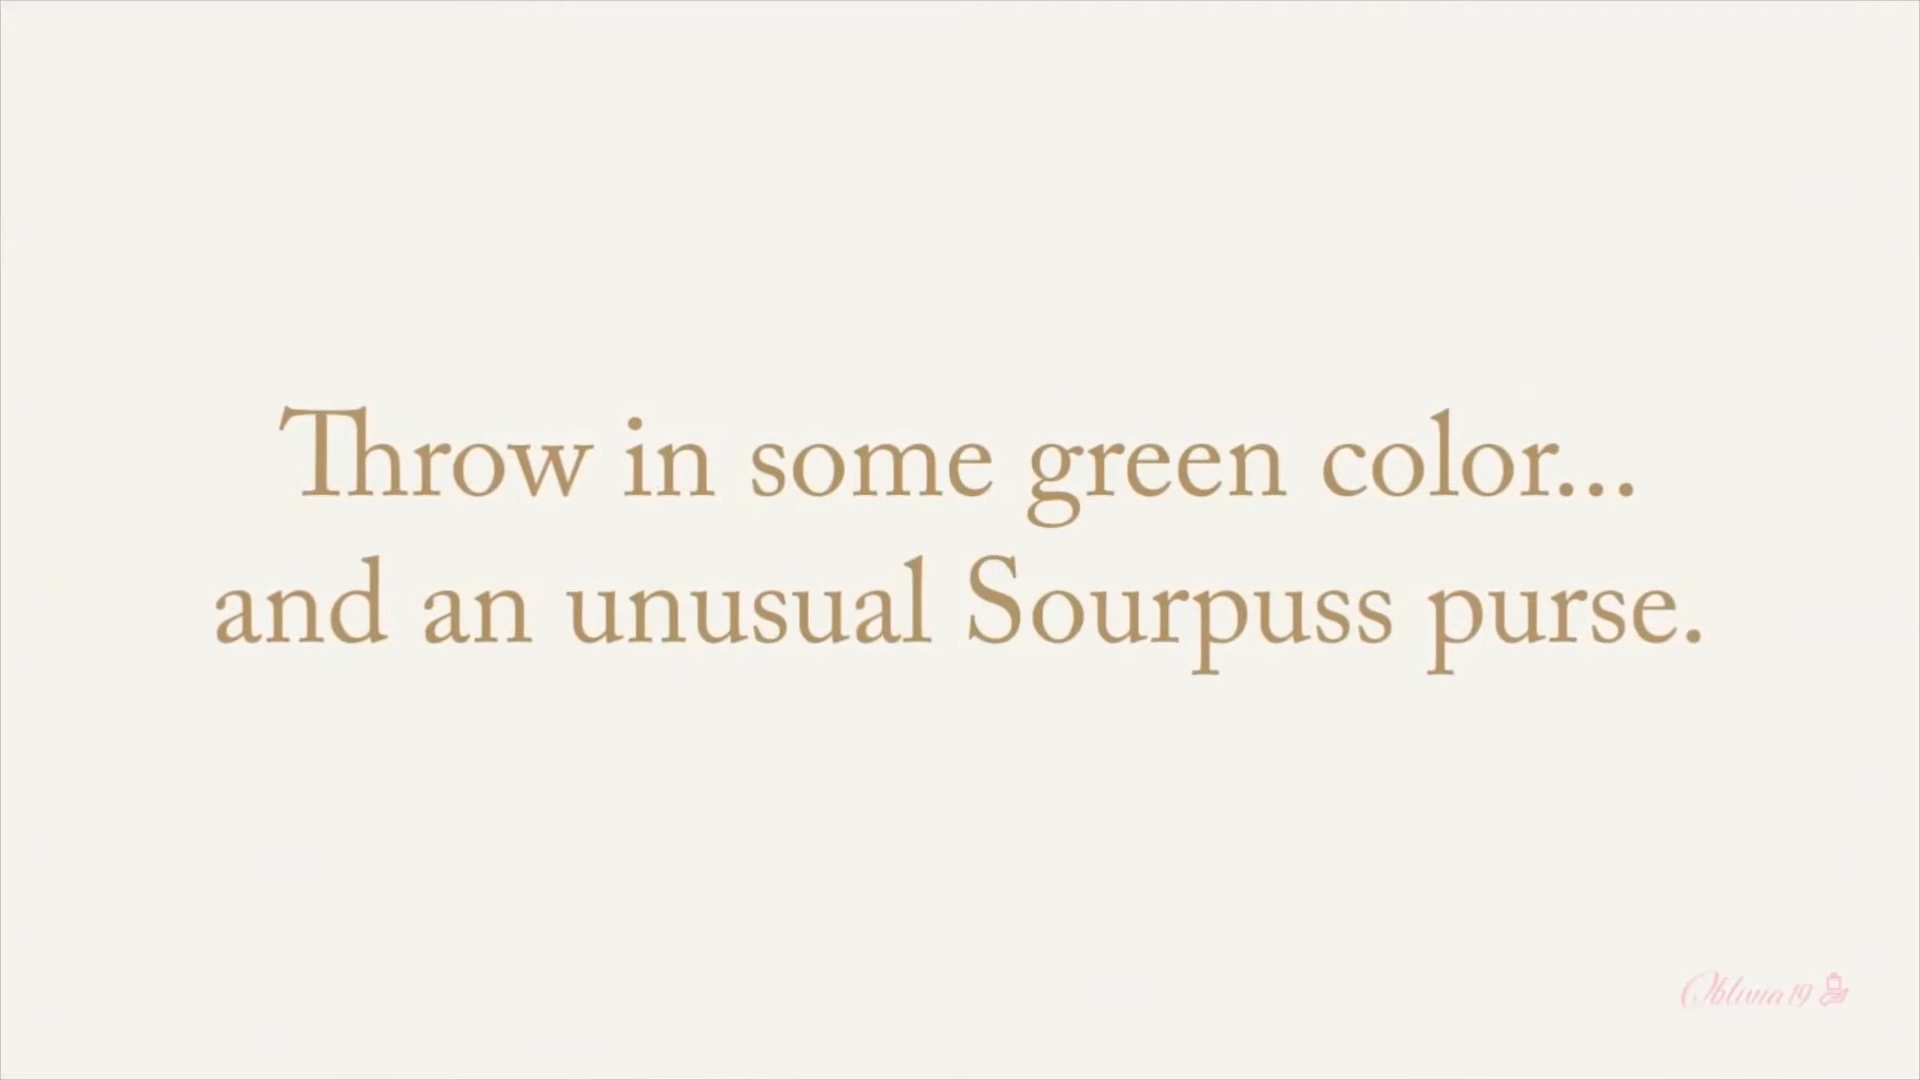 Throw in some green color...
and an unusual Sourpuss purse.
Oblivia19